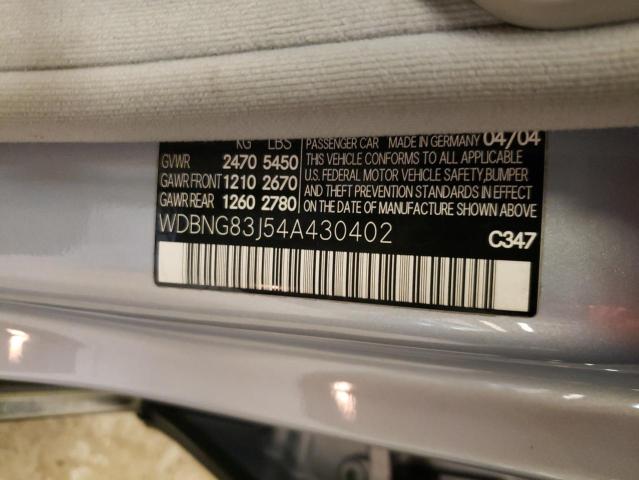 KG LBS
GVWR 2470 5450
GAWR FRONT 1210 2670
GAWR REAR 1260 2780
PASSENGER CAR MADE IN GERMANY 04/04
THIS VEHICLE CONFORMS TO ALL APPLICABLE
U.S. FEDERAL MOTOR VEHICLE SAFETY, BUMPER
AND THEFT PREVENTION STANDARDS IN EFFECT
ON THE DATE OF MANUFACTURE SHOWN ABOVE.
WDBNG83J54A430402
C347